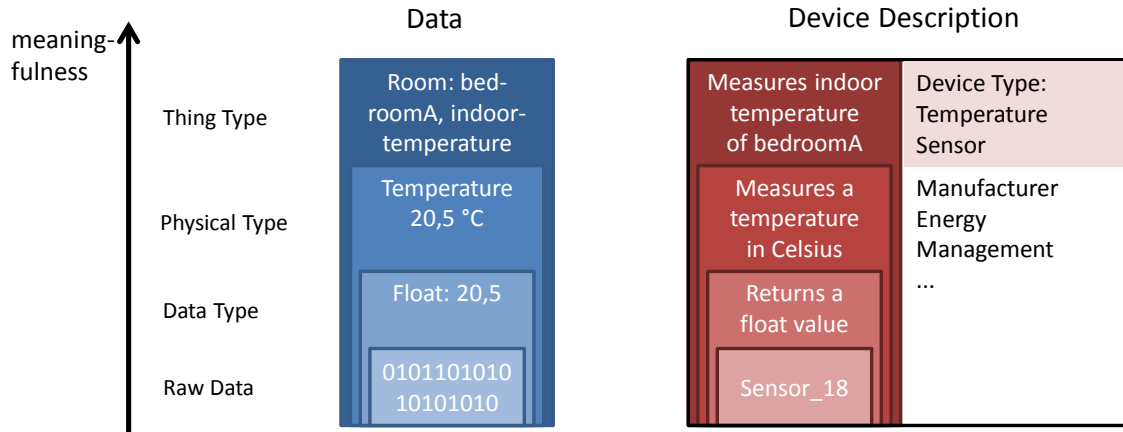 Data
Device Description
meaning-
fulness
Thing Type
Room: bed-
roomA, indoor-
temperature
Measures indoor
temperature
of bedroomA
Device Type:
Temperature
Sensor
Physical Type
Temperature
20,5 °C
Measures a
temperature
in Celsius
Manufacturer
Energy
Management
...
Data Type
Float: 20,5
Returns a
float value
Raw Data
0101101010
10101010
Sensor_18